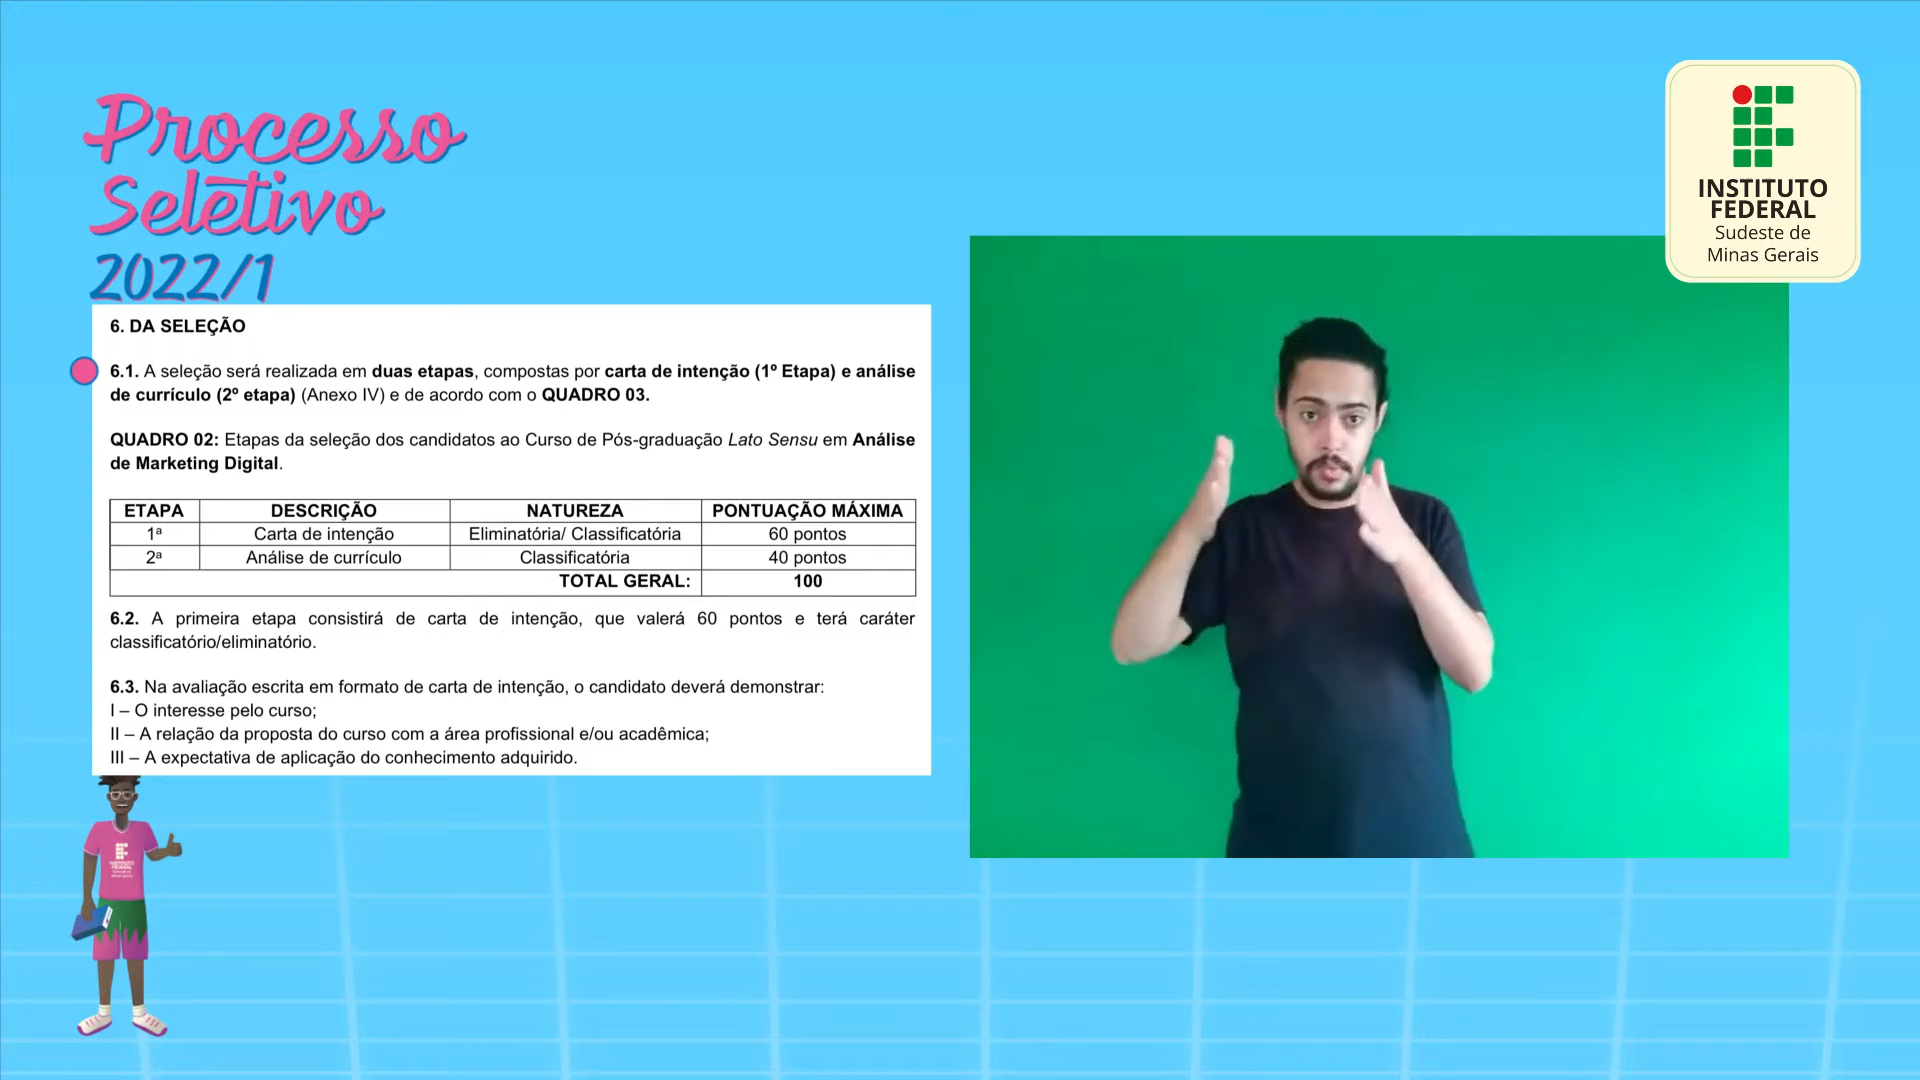 Processo
Seletivo
2022/1
INSTITUTO
FEDERAL
Sudeste de
Minas Gerais
6. DA SELEÇÃO
6.1. A seleção será realizada em duas etapas, compostas por carta de intenção (1º Etapa) e análise
de currículo (2º etapa) (Anexo IV) e de acordo com o QUADRO 03.
QUADRO 02: Etapas da seleção dos candidatos ao Curso de Pós-graduação Lato Sensu em Análise
de Marketing Digital.
ETAPA DESCRIÇÃO NATUREZA PONTUAÇÃO MÁXIMA
1ª Carta de intenção Eliminatória/ Classificatória 60 pontos
2ª Análise de currículo Classificatória 40 pontos
TOTAL GERAL: 100
6.2. A primeira etapa consistirá de carta de intenção, que valerá 60 pontos e terá caráter
classificatório/eliminatório.
6.3. Na avaliação escrita em formato de carta de intenção, o candidato deverá demonstrar:
I – O interesse pelo curso;
II – A relação da proposta do curso com a área profissional e/ou acadêmica;
III – A expectativa de aplicação do conhecimento adquirido.
INSTITUTO
FEDERAL